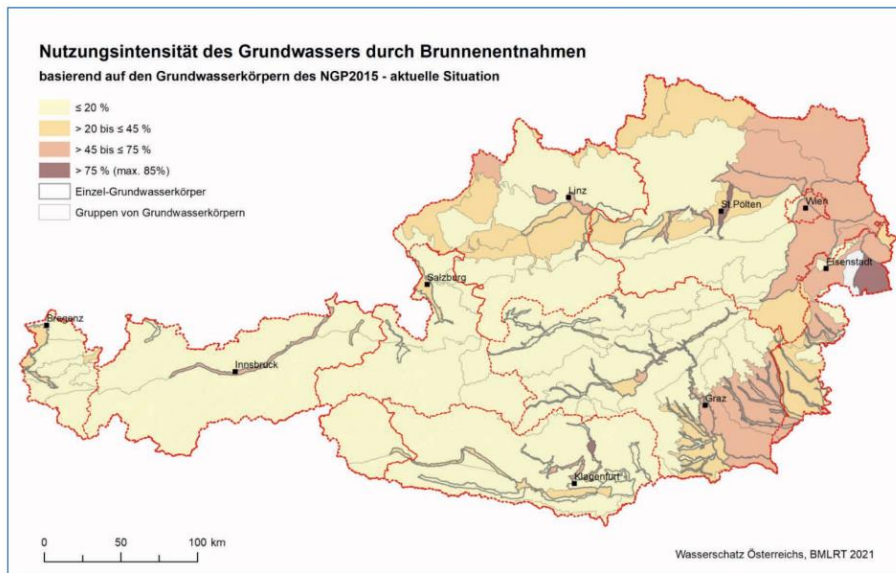 Nutzungsintensität des Grundwassers durch Brunnenentnahmen
basierend auf den Grundwasserkörpern des NGP2015 - aktuelle Situation
≤ 20 %
> 20 bis ≤ 45 %
> 45 bis ≤ 75 %
> 75 % (max. 85%)
Einzel-Grundwasserkörper
Gruppen von Grundwasserkörpern
Linz
St.Pölten
Wien
Eisenstadt
Salzburg
Bregenz
Innsbruck
Graz
Klagenfurt
0 50 100 km
Wasserschatz Österreichs, BMLRT 2021